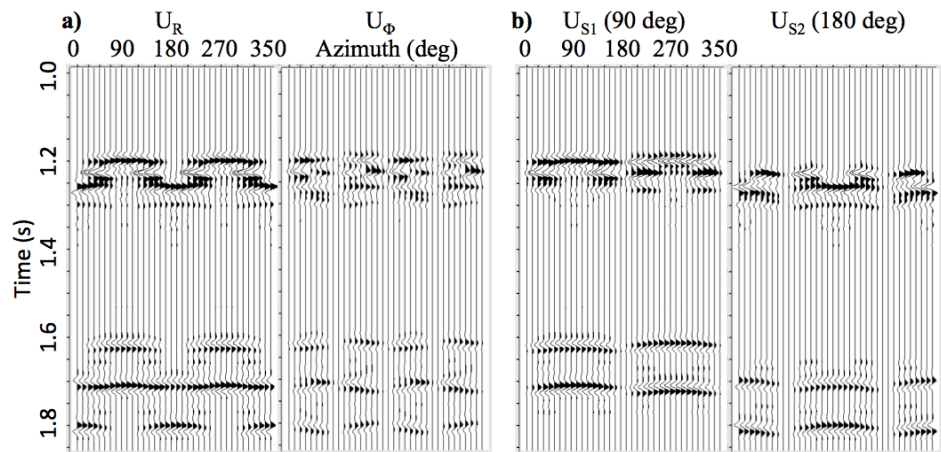 a) U_R U_Φ
0 90 180 270 350 Azimuth (deg)
b) U_S1 (90 deg) U_S2 (180 deg)
0 90 180 270 350
Time (s)
1.0
1.2
1.4
1.6
1.8